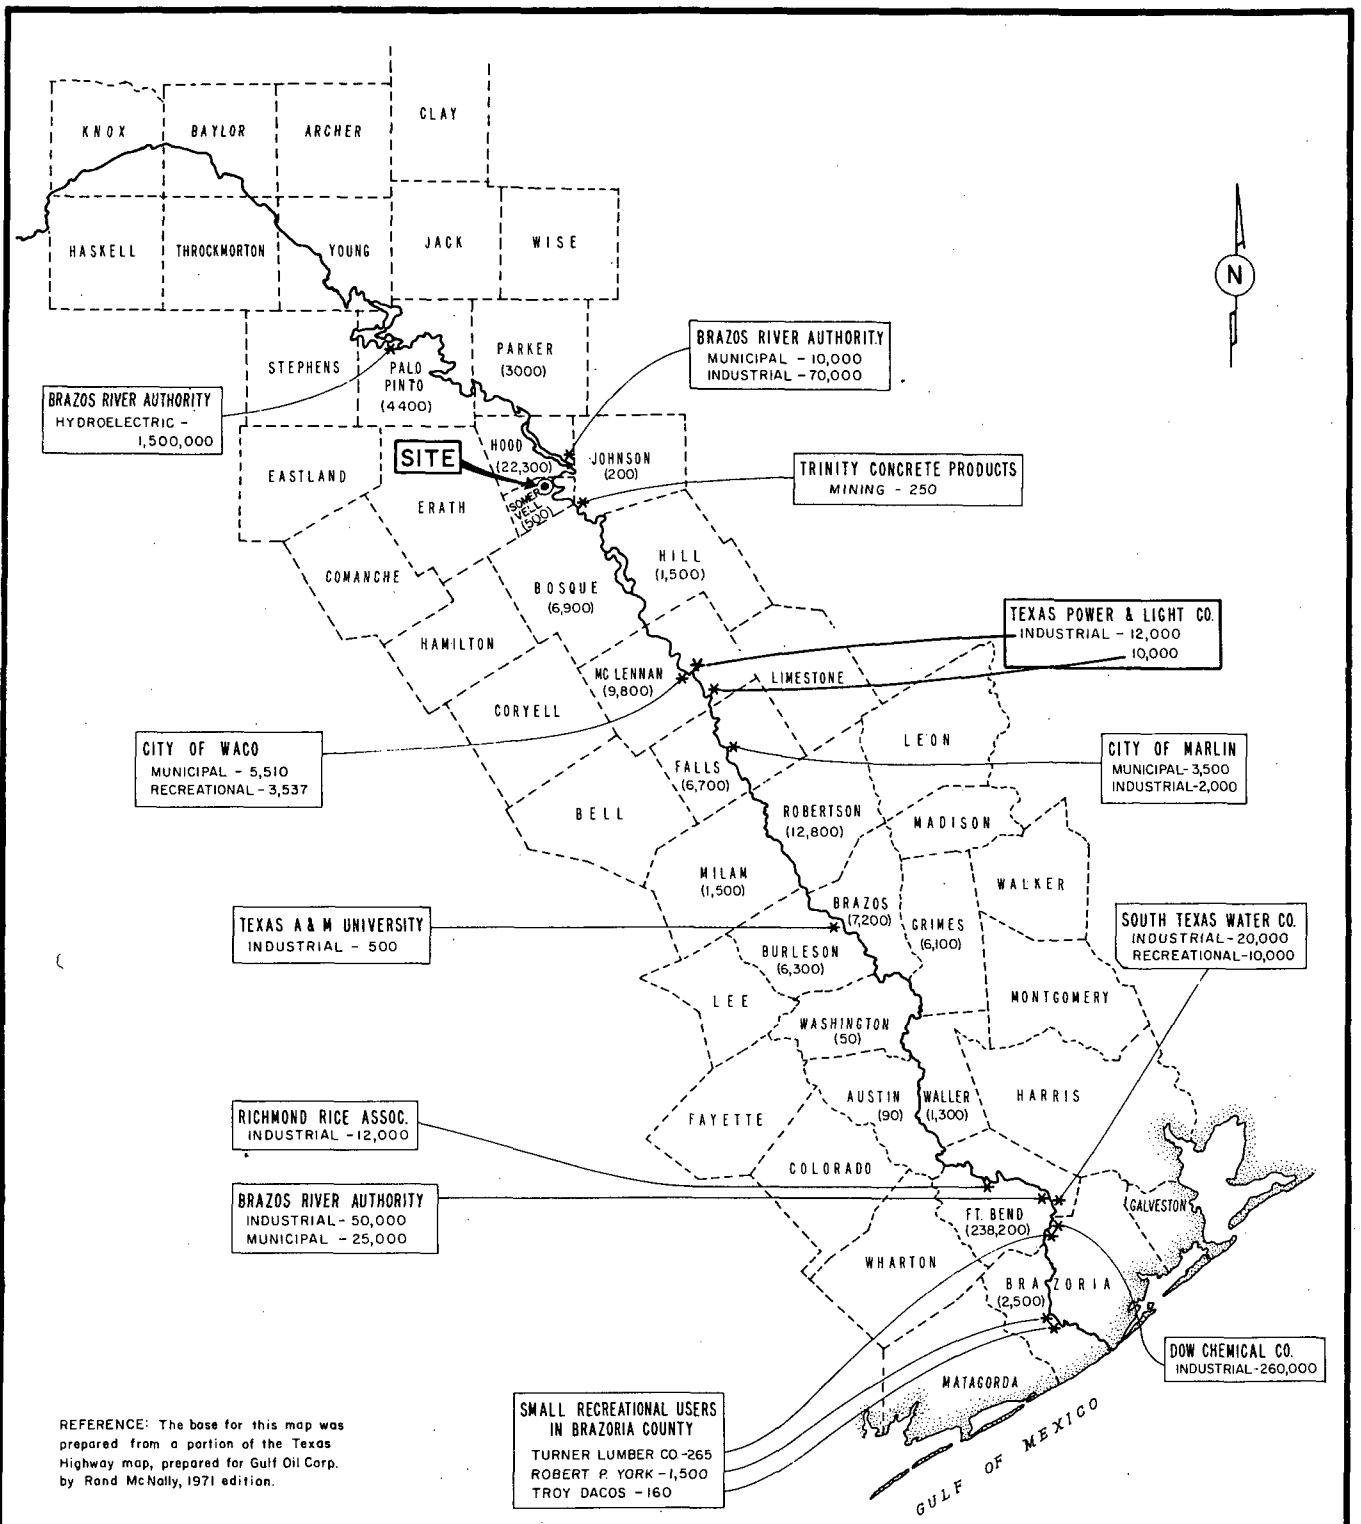 CLAY
KNOX
BAYLOR
ARCHER
HASKELL
THROCKMORTON
YOUNG
JACK
WISE
N
BRAZOS RIVER AUTHORITY
MUNICIPAL - 10,000
INDUSTRIAL - 70,000
STEPHENS
PALO
PINTO
(4400)
PARKER
(3000)
BRAZOS RIVER AUTHORITY
HYDROELECTRIC -
1,500,000
SITE
HOOD
(22,300)
JOHNSON
(200)
TRINITY CONCRETE PRODUCTS
MINING - 250
EASTLAND
ERATH
SOMER
VELL
(500)
COMANCHE
BOSQUE
(6,900)
HILL
(1,500)
TEXAS POWER & LIGHT CO.
INDUSTRIAL - 12,000
10,000
HAMILTON
MC LENNAN
(9,800)
LIMESTONE
CORYELL
CITY OF WACO
MUNICIPAL - 5,510
RECREATIONAL - 3,537
LEON
CITY OF MARLIN
MUNICIPAL-3,500
INDUSTRIAL-2,000
FALLS
(6,700)
BELL
ROBERTSON
(12,800)
MADISON
MILAM
(1,500)
WALKER
BRAZOS
(7,200)
GRIMES
(6,100)
TEXAS A & M UNIVERSITY
INDUSTRIAL - 500
SOUTH TEXAS WATER CO.
INDUSTRIAL-20,000
RECREATIONAL-10,000
BURLESON
(6,300)
LEE
MONTGOMERY
WASHINGTON
(50)
AUSTIN
(90)
WALLER
(1,300)
HARRIS
FAYETTE
RICHMOND RICE ASSOC.
INDUSTRIAL -12,000
COLORADO
BRAZOS RIVER AUTHORITY
INDUSTRIAL - 50,000
MUNICIPAL - 25,000
FT. BEND
(238,200)
GALVESTON
WHARTON
BRAZORIA
(2,500)
DOW CHEMICAL CO.
INDUSTRIAL-260,000
MATAGORDA
GULF OF MEXICO
SMALL RECREATIONAL USERS
IN BRAZORIA COUNTY
TURNER LUMBER CO -265
ROBERT P. YORK -1,500
TROY DACOS -160
REFERENCE: The base for this map was
prepared from a portion of the Texas
Highway map, prepared for Gulf Oil Corp.
by Rand McNally, 1971 edition.